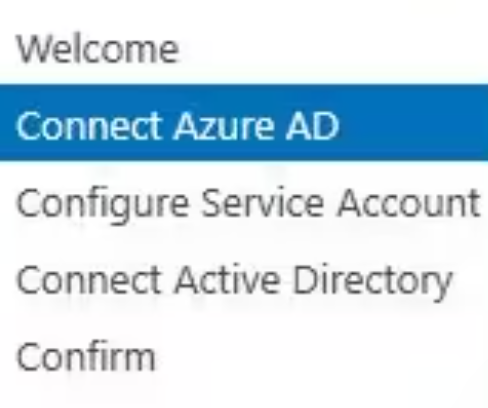 Welcome
Connect Azure AD
Configure Service Account
Connect Active Directory
Confirm